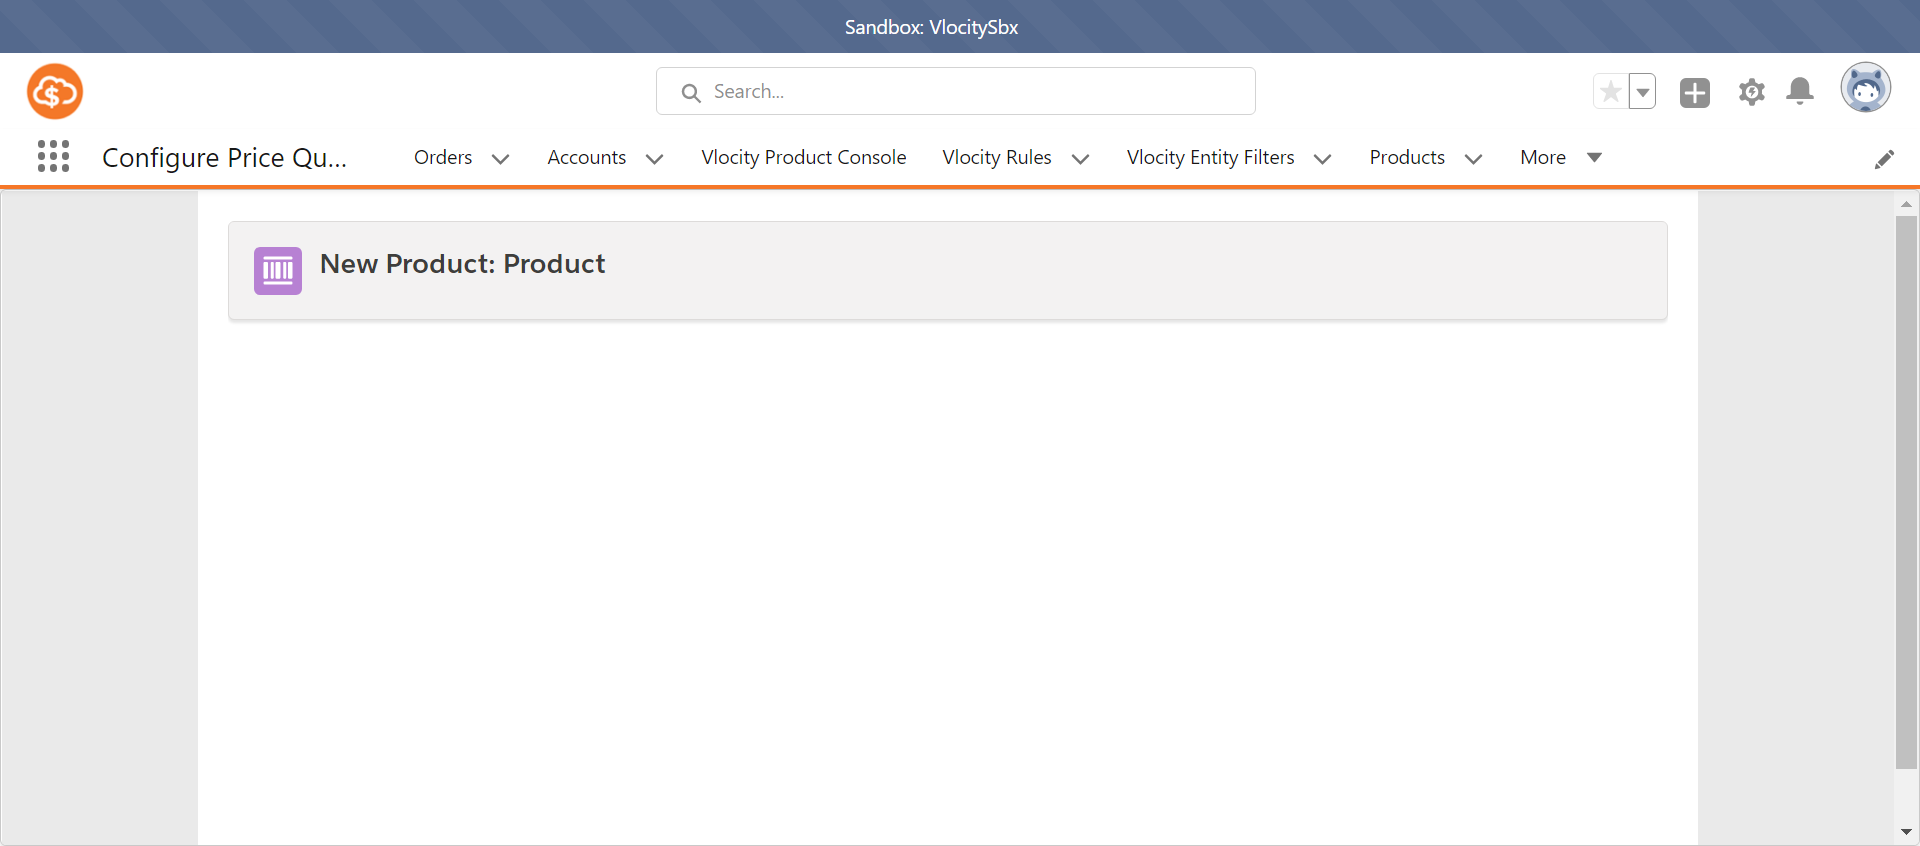 Sandbox: VlocitySbx
Search...
Configure Price Qu... Orders Accounts Vlocity Product Console Vlocity Rules Vlocity Entity Filters Products More
New Product: Product